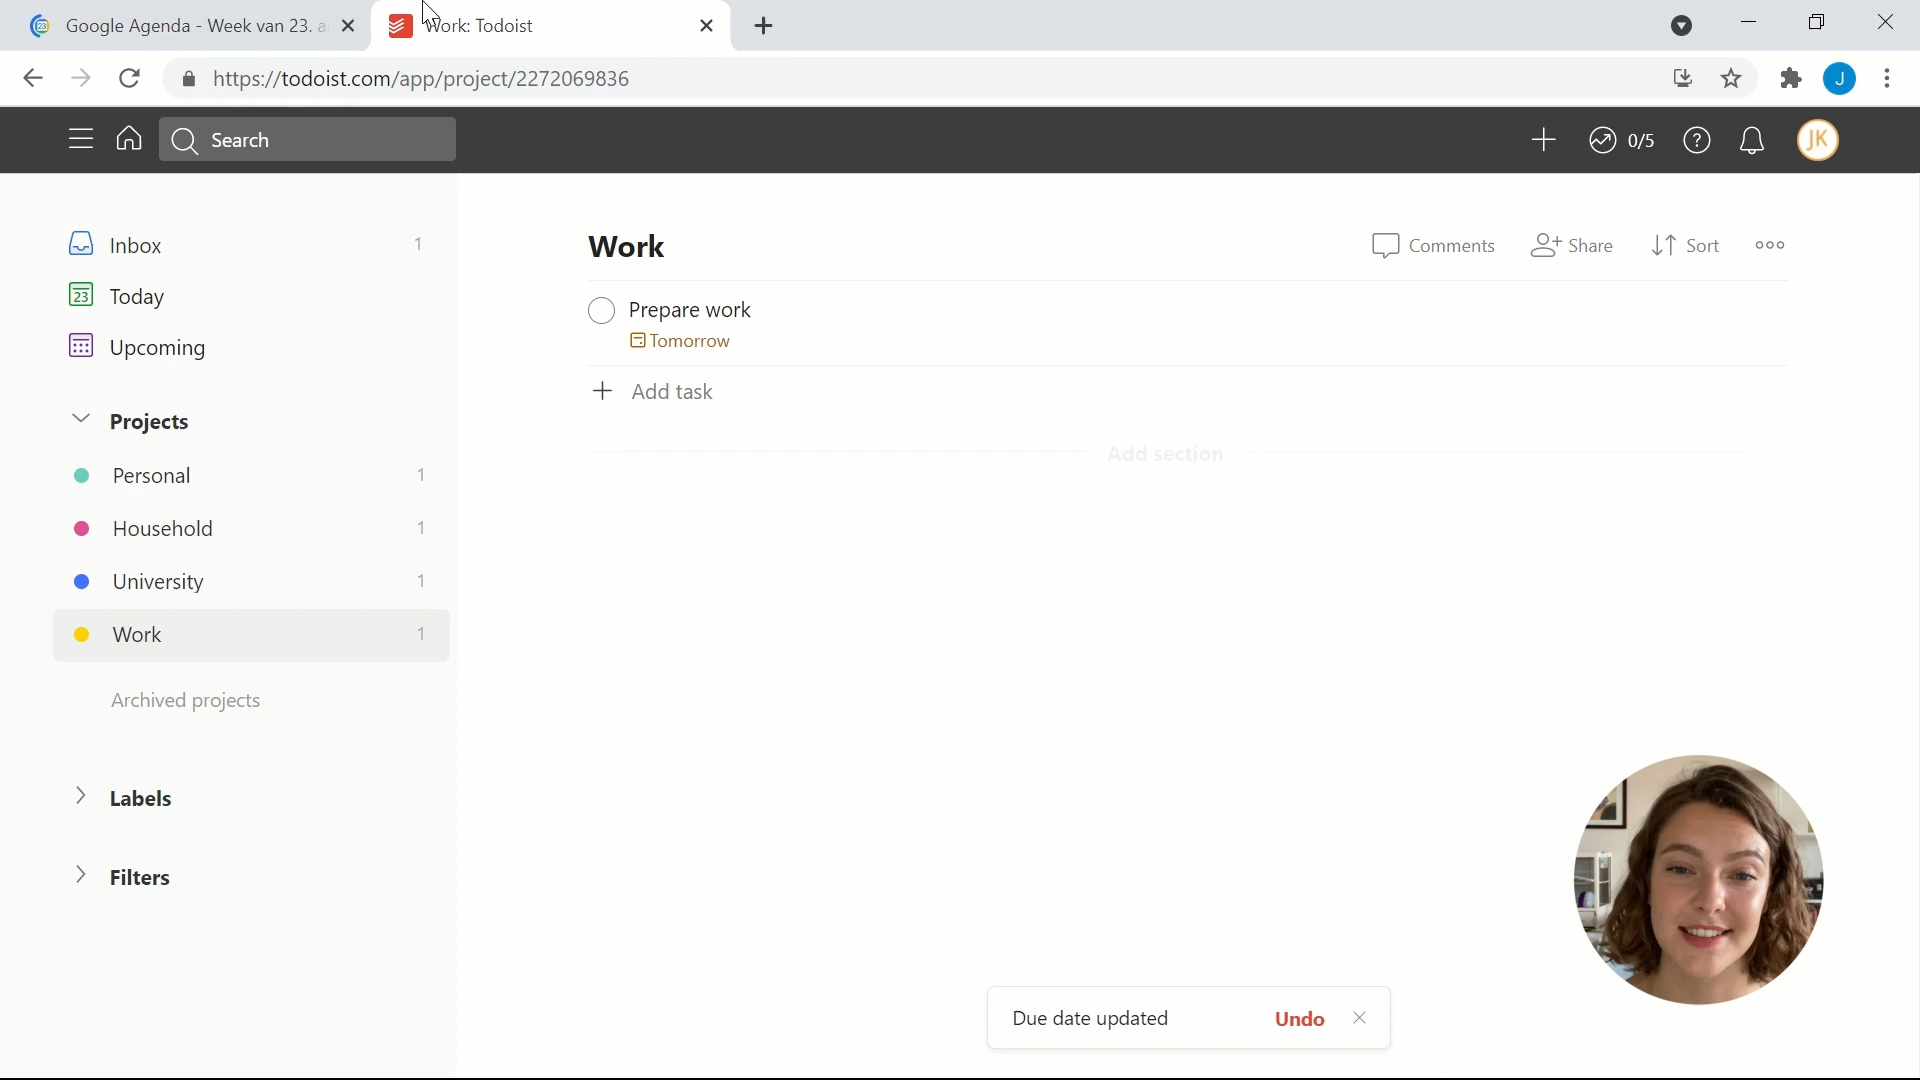 Google Agenda - Week van 23. a
Work: Todoist
https://todoist.com/app/project/2272069836
J
Search
0/5
JK
Inbox 1
23 Today
Upcoming
Projects
Personal 1
Household 1
University 1
Work 1
Archived projects
Labels
Filters
Work
Comments
Share
Sort
Prepare work
Tomorrow
Add task
Add section
Due date updated Undo